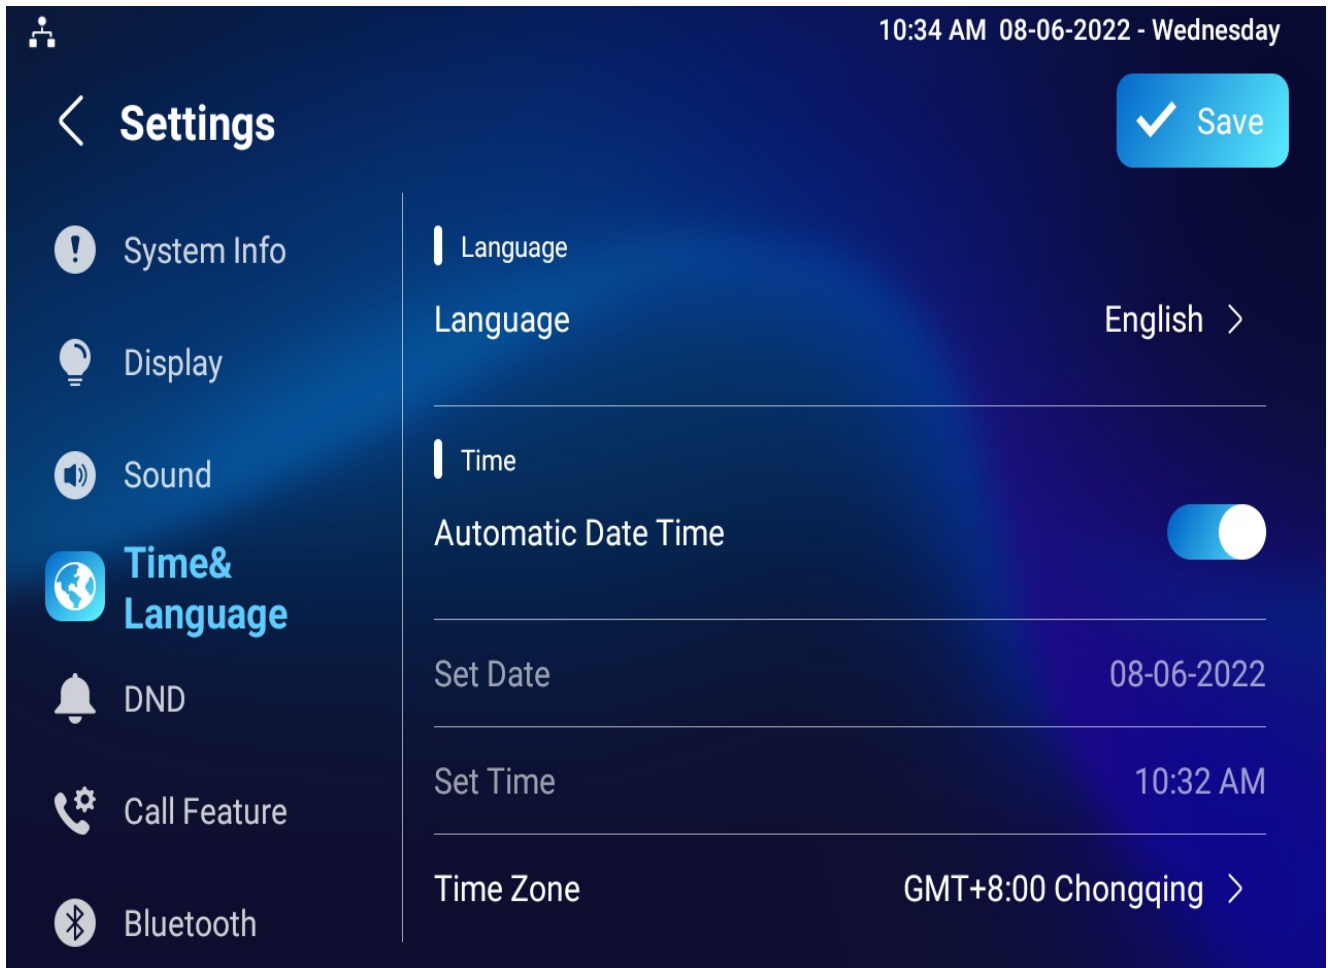 10:34 AM 08-06-2022 - Wednesday
Settings
Save
System Info
Display
Sound
Time&
Language
DND
Call Feature
Bluetooth
Language
Language English
Time
Automatic Date Time
Set Date 08-06-2022
Set Time 10:32 AM
Time Zone GMT+8:00 Chongqing